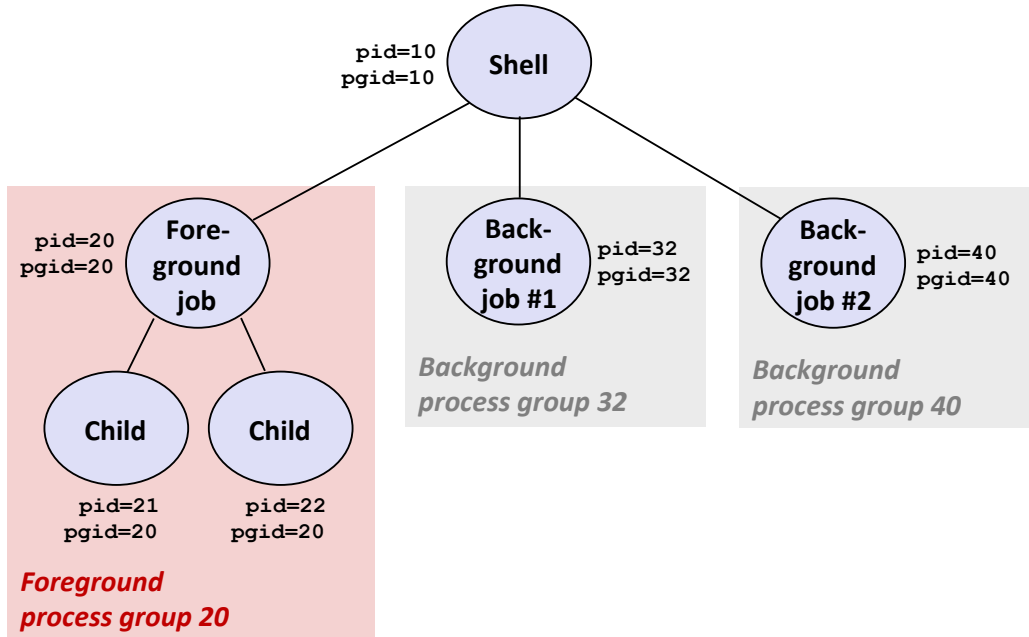 pid=10
pgid=10
Shell
pid=20
pgid=20
Fore-
ground
job
Back-
ground
job #1
pid=32
pgid=32
Back-
ground
job #2
pid=40
pgid=40
Child
Child
pid=21
pgid=20
pid=22
pgid=20
Background
process group 32
Background
process group 40
Foreground
process group 20